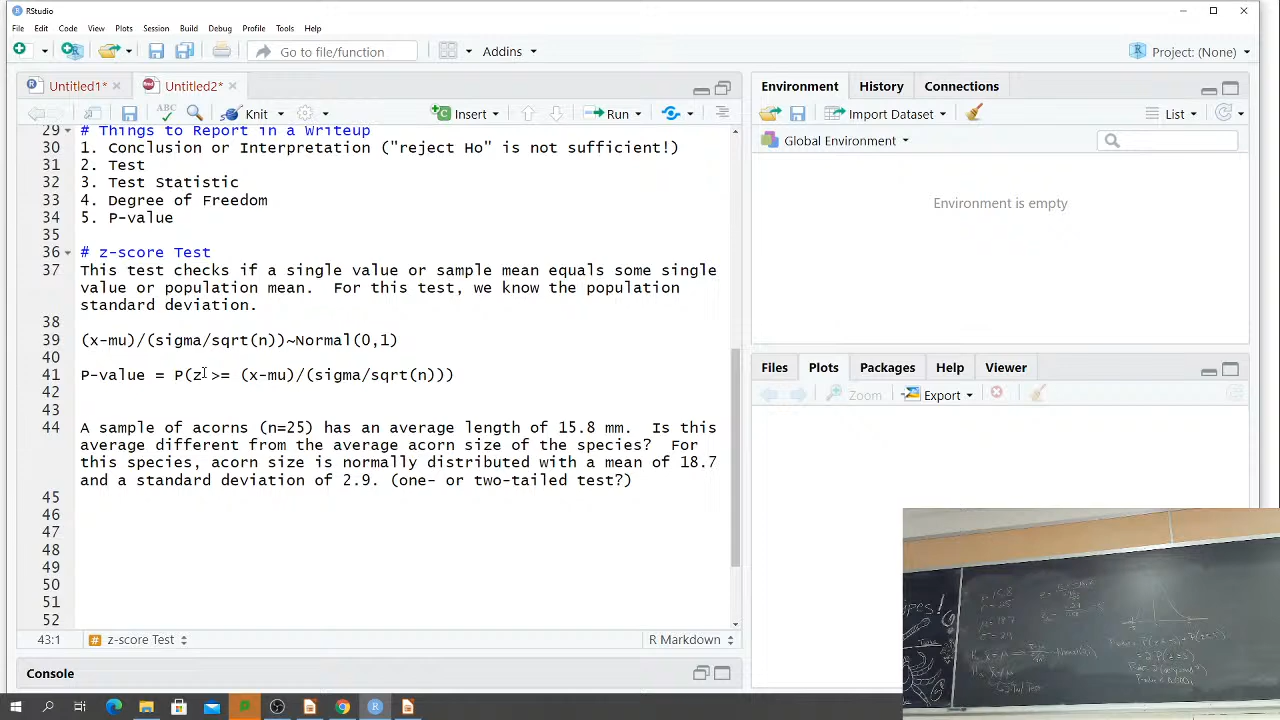 RStudio
File Edit Code View Plots Session Build Debug Profile Tools Help
Go to file/function Addins Project: (None)
Untitled1* Untitled2*
ABC Knit Insert Run
29 # Things to Report in a Writeup
30 1. Conclusion or Interpretation ("reject Ho" is not sufficient!)
31 2. Test
32 3. Test Statistic
33 4. Degree of Freedom
34 5. P-value
35
36 # z-score Test
37 This test checks if a single value or sample mean equals some single
value or population mean.  For this test, we know the population
standard deviation.
38
39 (x-mu)/(sigma/sqrt(n))~Normal(0,1)
40
41 P-value = P(z >= (x-mu)/(sigma/sqrt(n)))
42
43
44 A sample of acorns (n=25) has an average length of 15.8 mm.  Is this
average different from the average acorn size of the species?  For
this species, acorn size is normally distributed with a mean of 18.7
and a standard deviation of 2.9. (one- or two-tailed test?)
45
46
47
48
49
50
51
52
43:1 z-score Test R Markdown
Console
Environment History Connections
Import Dataset List
Global Environment
Environment is empty
Files Plots Packages Help Viewer
Zoom Export